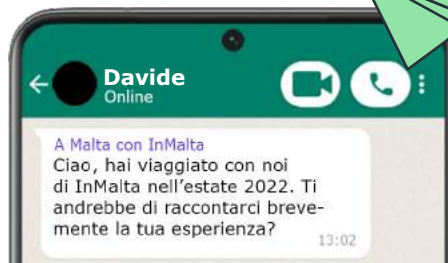 Davide
Online
A Malta con InMalta
Ciao, hai viaggiato con noi
di InMalta nell'estate 2022. Ti
andrebbe di raccontarci breve-
mente la tua esperienza?
13:02